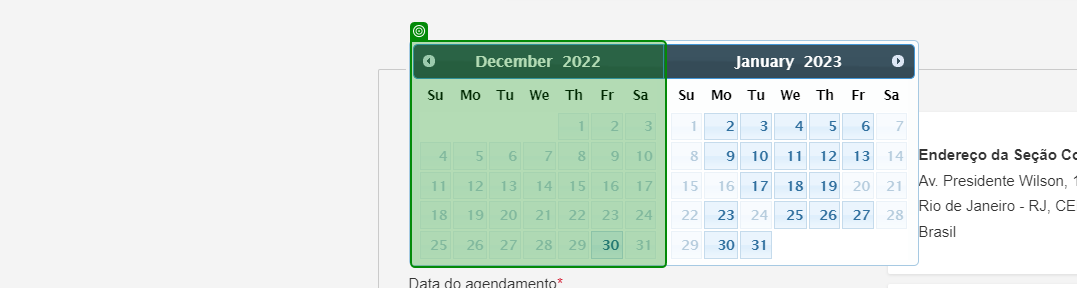 December 2022
Su Mo Tu We Th Fr Sa
1 2 3
4 5 6 7 8 9 10
11 12 13 14 15 16 17
18 19 20 21 22 23 24
25 26 27 28 29 30 31
January 2023
Su Mo Tu We Th Fr Sa
1 2 3 4 5 6 7
8 9 10 11 12 13 14
15 16 17 18 19 20 21
22 23 24 25 26 27 28
29 30 31
Endereço da Seção Co
Av. Presidente Wilson, 1
Rio de Janeiro - RJ, CE
Brasil
Data do agendamento*